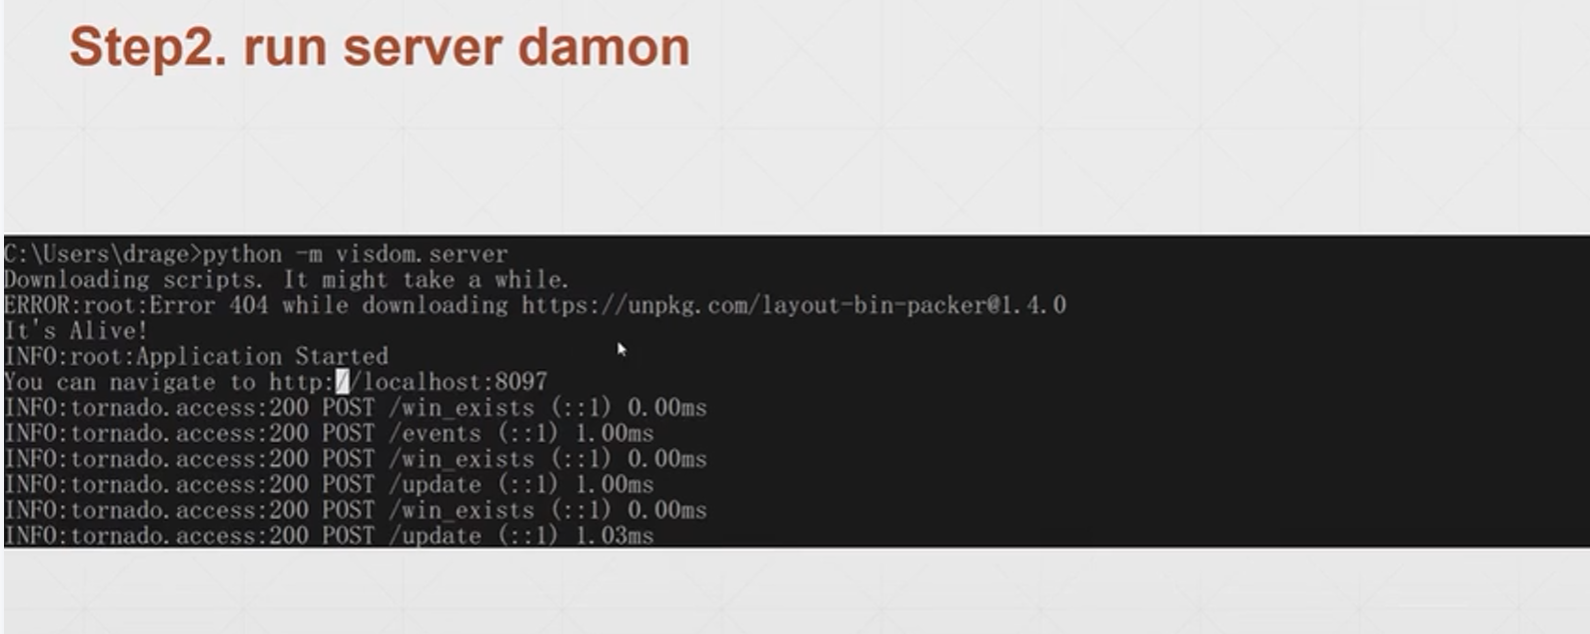 Step2. run server damon
C:\Users\drage>python -m visdom.server
Downloading scripts. It might take a while.
ERROR:root:Error 404 while downloading https://unpkg.com/layout-bin-packer@1.4.0
It's Alive!
INFO:root:Application Started
You can navigate to http://localhost:8097
INFO:tornado.access:200 POST /win_exists (::1) 0.00ms
INFO:tornado.access:200 POST /events (::1) 1.00ms
INFO:tornado.access:200 POST /win_exists (::1) 0.00ms
INFO:tornado.access:200 POST /update (::1) 1.00ms
INFO:tornado.access:200 POST /win_exists (::1) 0.00ms
INFO:tornado.access:200 POST /update (::1) 1.03ms